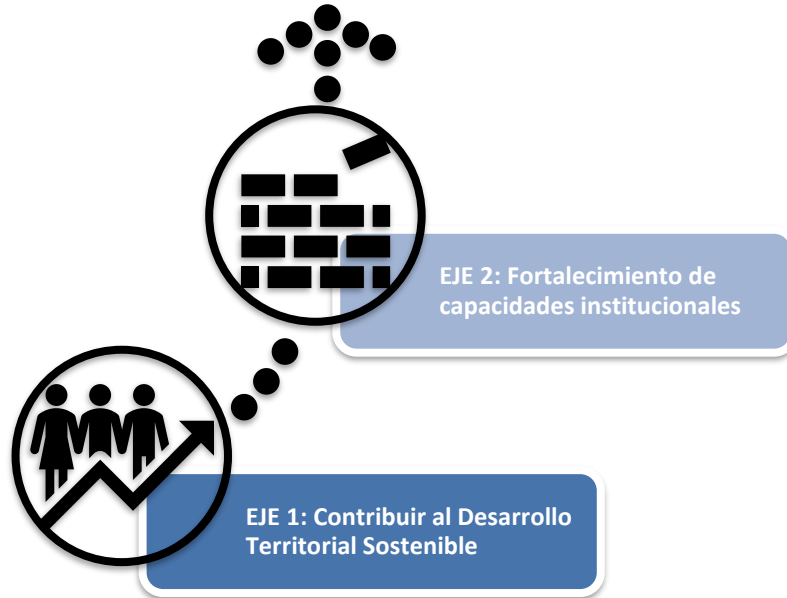 EJE 2: Fortalecimiento de
capacidades institucionales
EJE 1: Contribuir al Desarrollo
Territorial Sostenible